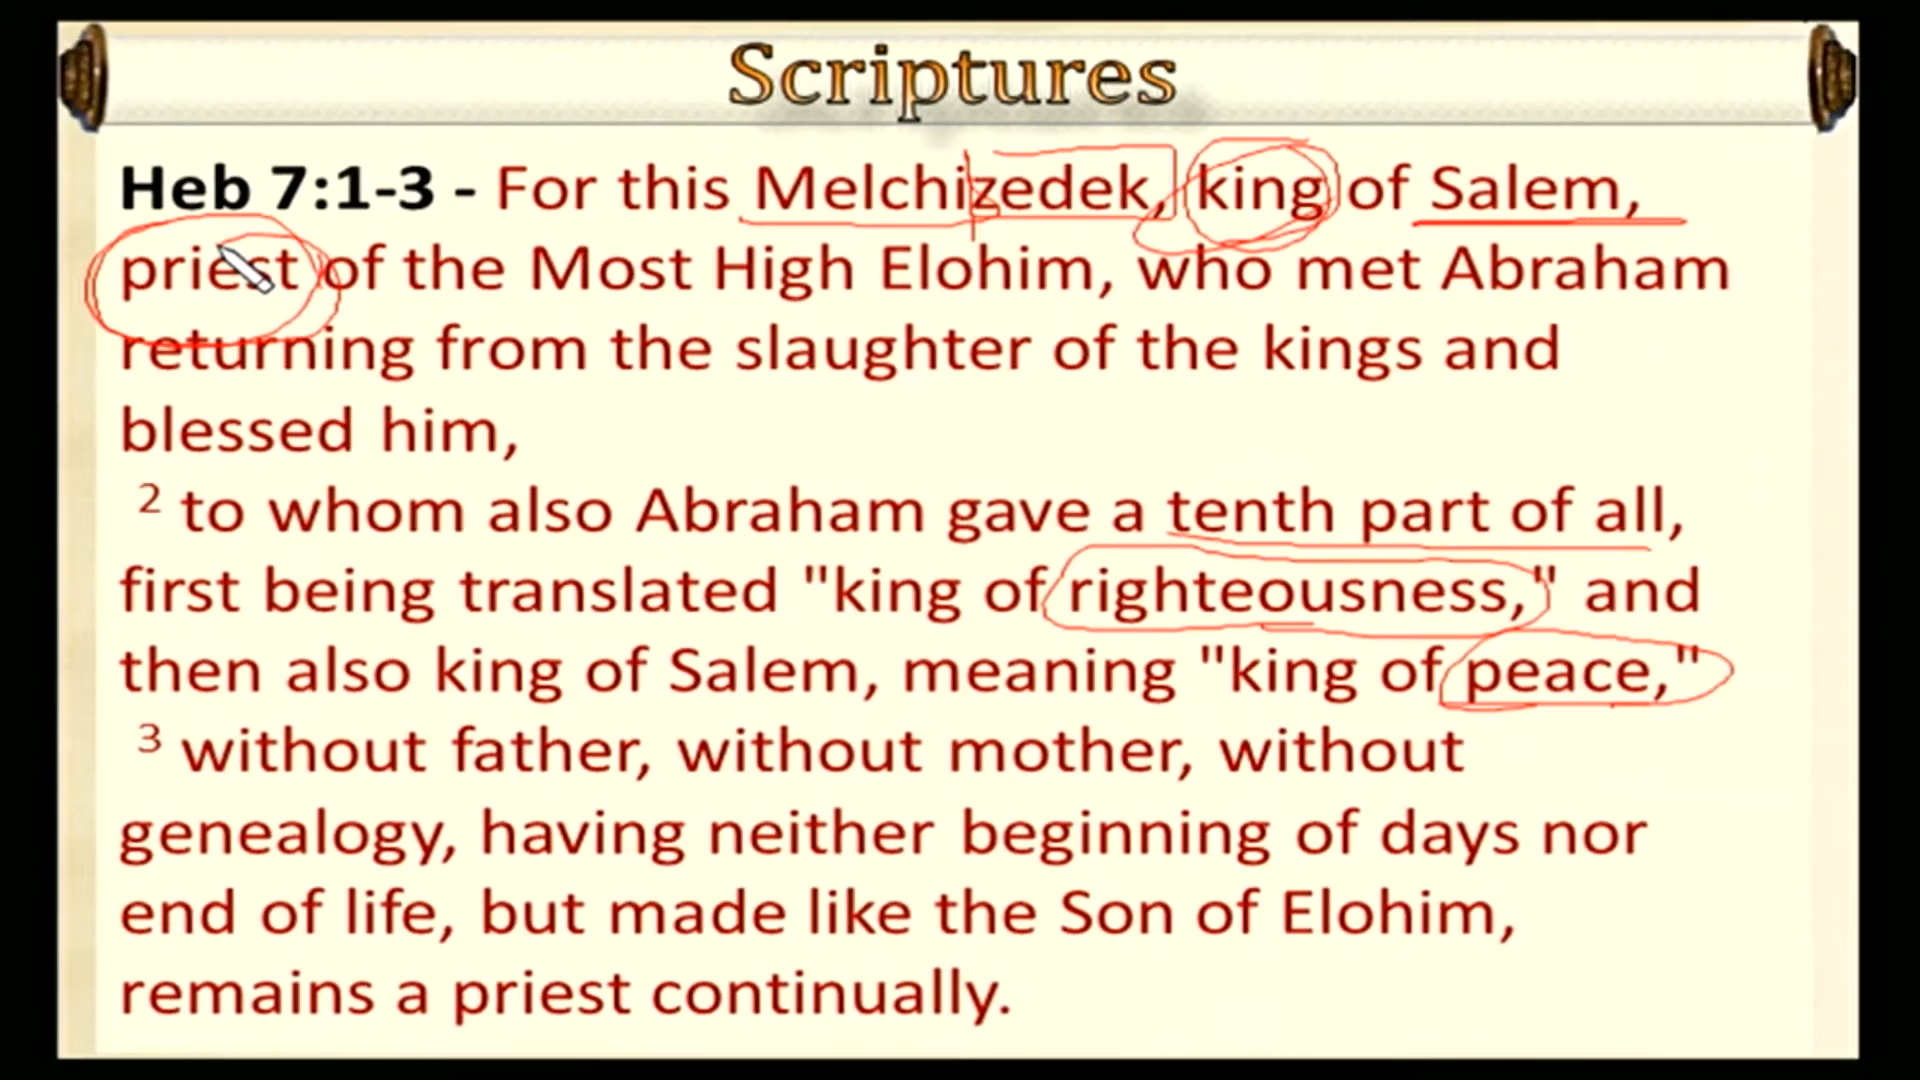 Scriptures
Heb 7:1-3 - For this Melchizedek, king of Salem,
priest of the Most High Elohim, who met Abraham
returning from the slaughter of the kings and
blessed him,
2 to whom also Abraham gave a tenth part of all,
first being translated "king of righteousness," and
then also king of Salem, meaning "king of peace,"
3 without father, without mother, without
genealogy, having neither beginning of days nor
end of life, but made like the Son of Elohim,
remains a priest continually.